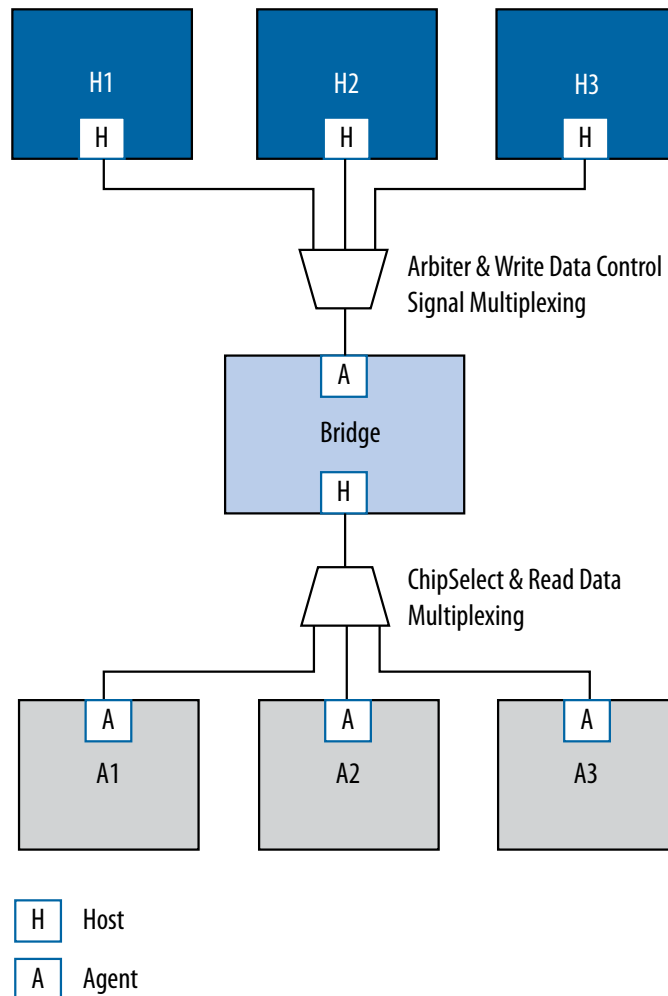 H1
H2
H3
H
H
H
Arbiter & Write Data Control
Signal Multiplexing
A
Bridge
H
ChipSelect & Read Data
Multiplexing
A
A
A
A1
A2
A3
H Host
A Agent